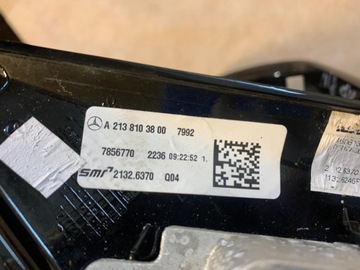 A 213 810 38 00 7992
7856770 2236 09:22:52 1.
SMR 2132.6370 Q04